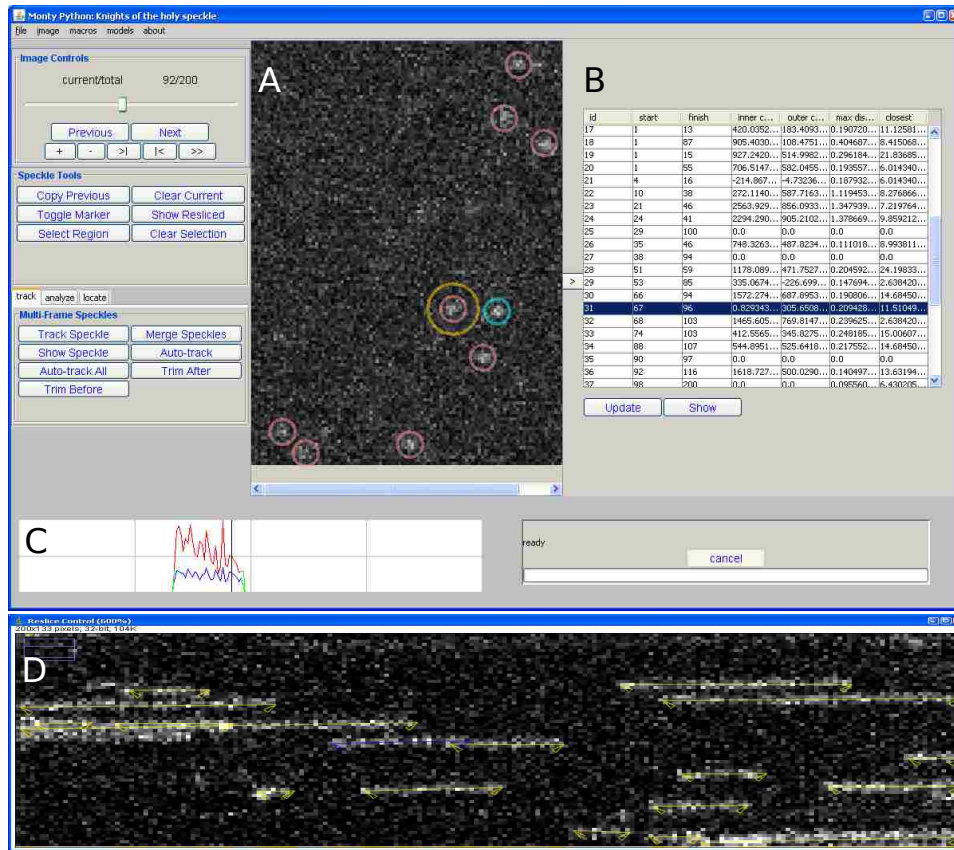 Monty Python: Knights of the holy speckle
file image macros models about
Image Controls
current/total 92/200
Previous Next
+ - >| |< >>
Speckle Tools
Copy Previous Clear Current
Toggle Marker Show Resliced
Select Region Clear Selection
track analyze locate
Multi-Frame Speckles
Track Speckle Merge Speckles
Show Speckle Auto-track
Auto-track All Trim After
Trim Before
A
>
B
id start finish inner c... outer c... max dis... closest
17 1 13 420.0352... 183.4093... 0.190720... 11.12581...
18 1 87 905.4030... 108.4751... 0.404687... 8.415068...
19 1 15 927.2420... 514.9982... 0.296184... 21.83685...
20 1 55 706.5147... 582.0455... 0.193557... 6.014340...
21 4 16 -214.867... -4.73236... 0.187932... 6.014340...
22 10 38 272.1140... 587.7163... 1.119453... 8.276866...
23 21 46 2563.929... 856.0933... 1.347939... 7.219764...
24 24 41 2294.290... 905.2102... 1.378669... 9.859212...
25 29 100 0.0 0.0 0.0 0.0
26 35 46 748.3263... 487.8234... 0.111018... 8.993811...
27 38 94 0.0 0.0 0.0 0.0
28 51 59 1178.089... 471.7527... 0.204592... 24.19833...
29 53 85 335.0674... -226.699... 0.147694... 2.638420...
30 66 94 1572.274... 687.8953... 0.190806... 14.68450...
31 67 96 0.829343... 305.6508... 0.209428... 11.51049...
32 68 103 1465.605... 769.8147... 0.239625... 2.638420...
33 74 103 412.5565... 345.8275... 0.248185... 15.00607...
34 88 107 544.8951... 525.6418... 0.217552... 14.68450...
35 90 97 0.0 0.0 0.0 0.0
36 92 116 1618.727... 500.0290... 0.140497... 13.63194...
37 98 200 0.0 0.0 0.095560... 6.430205...
Update Show
C
ready
cancel
Reslice Control (600%)
200x133 pixels; 32-bit; 104K
D